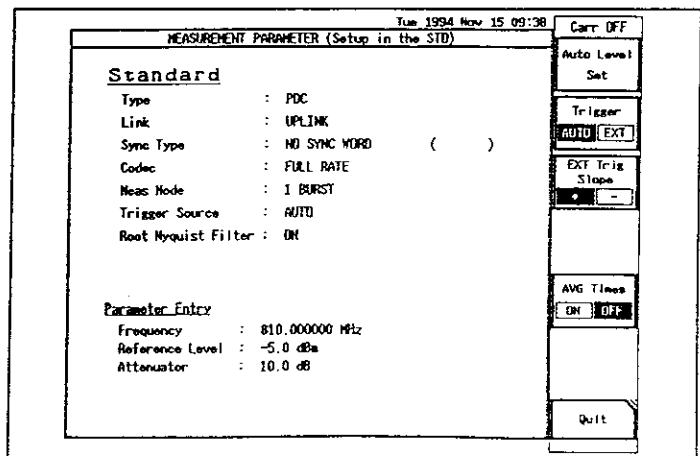 Tue 1994 Nov 15 09:38
MEASUREMENT PARAMETER (Setup in the STD)
Standard
Type : PDC
Link : UPLINK
Sync Type : NO SYNC WORD ( )
Codec : FULL RATE
Meas Mode : 1 BURST
Trigger Source : AUTO
Root Nyquist Filter : ON
Parameter Entry
Frequency : 810.000000 MHz
Reference Level : -5.0 dBm
Attenuator : 10.0 dB
Carr OFF
Auto Level
Set
Trigger
AUTO EXT
EXT Trig
Slope
+ -
AVG Times
ON OFF
Quit